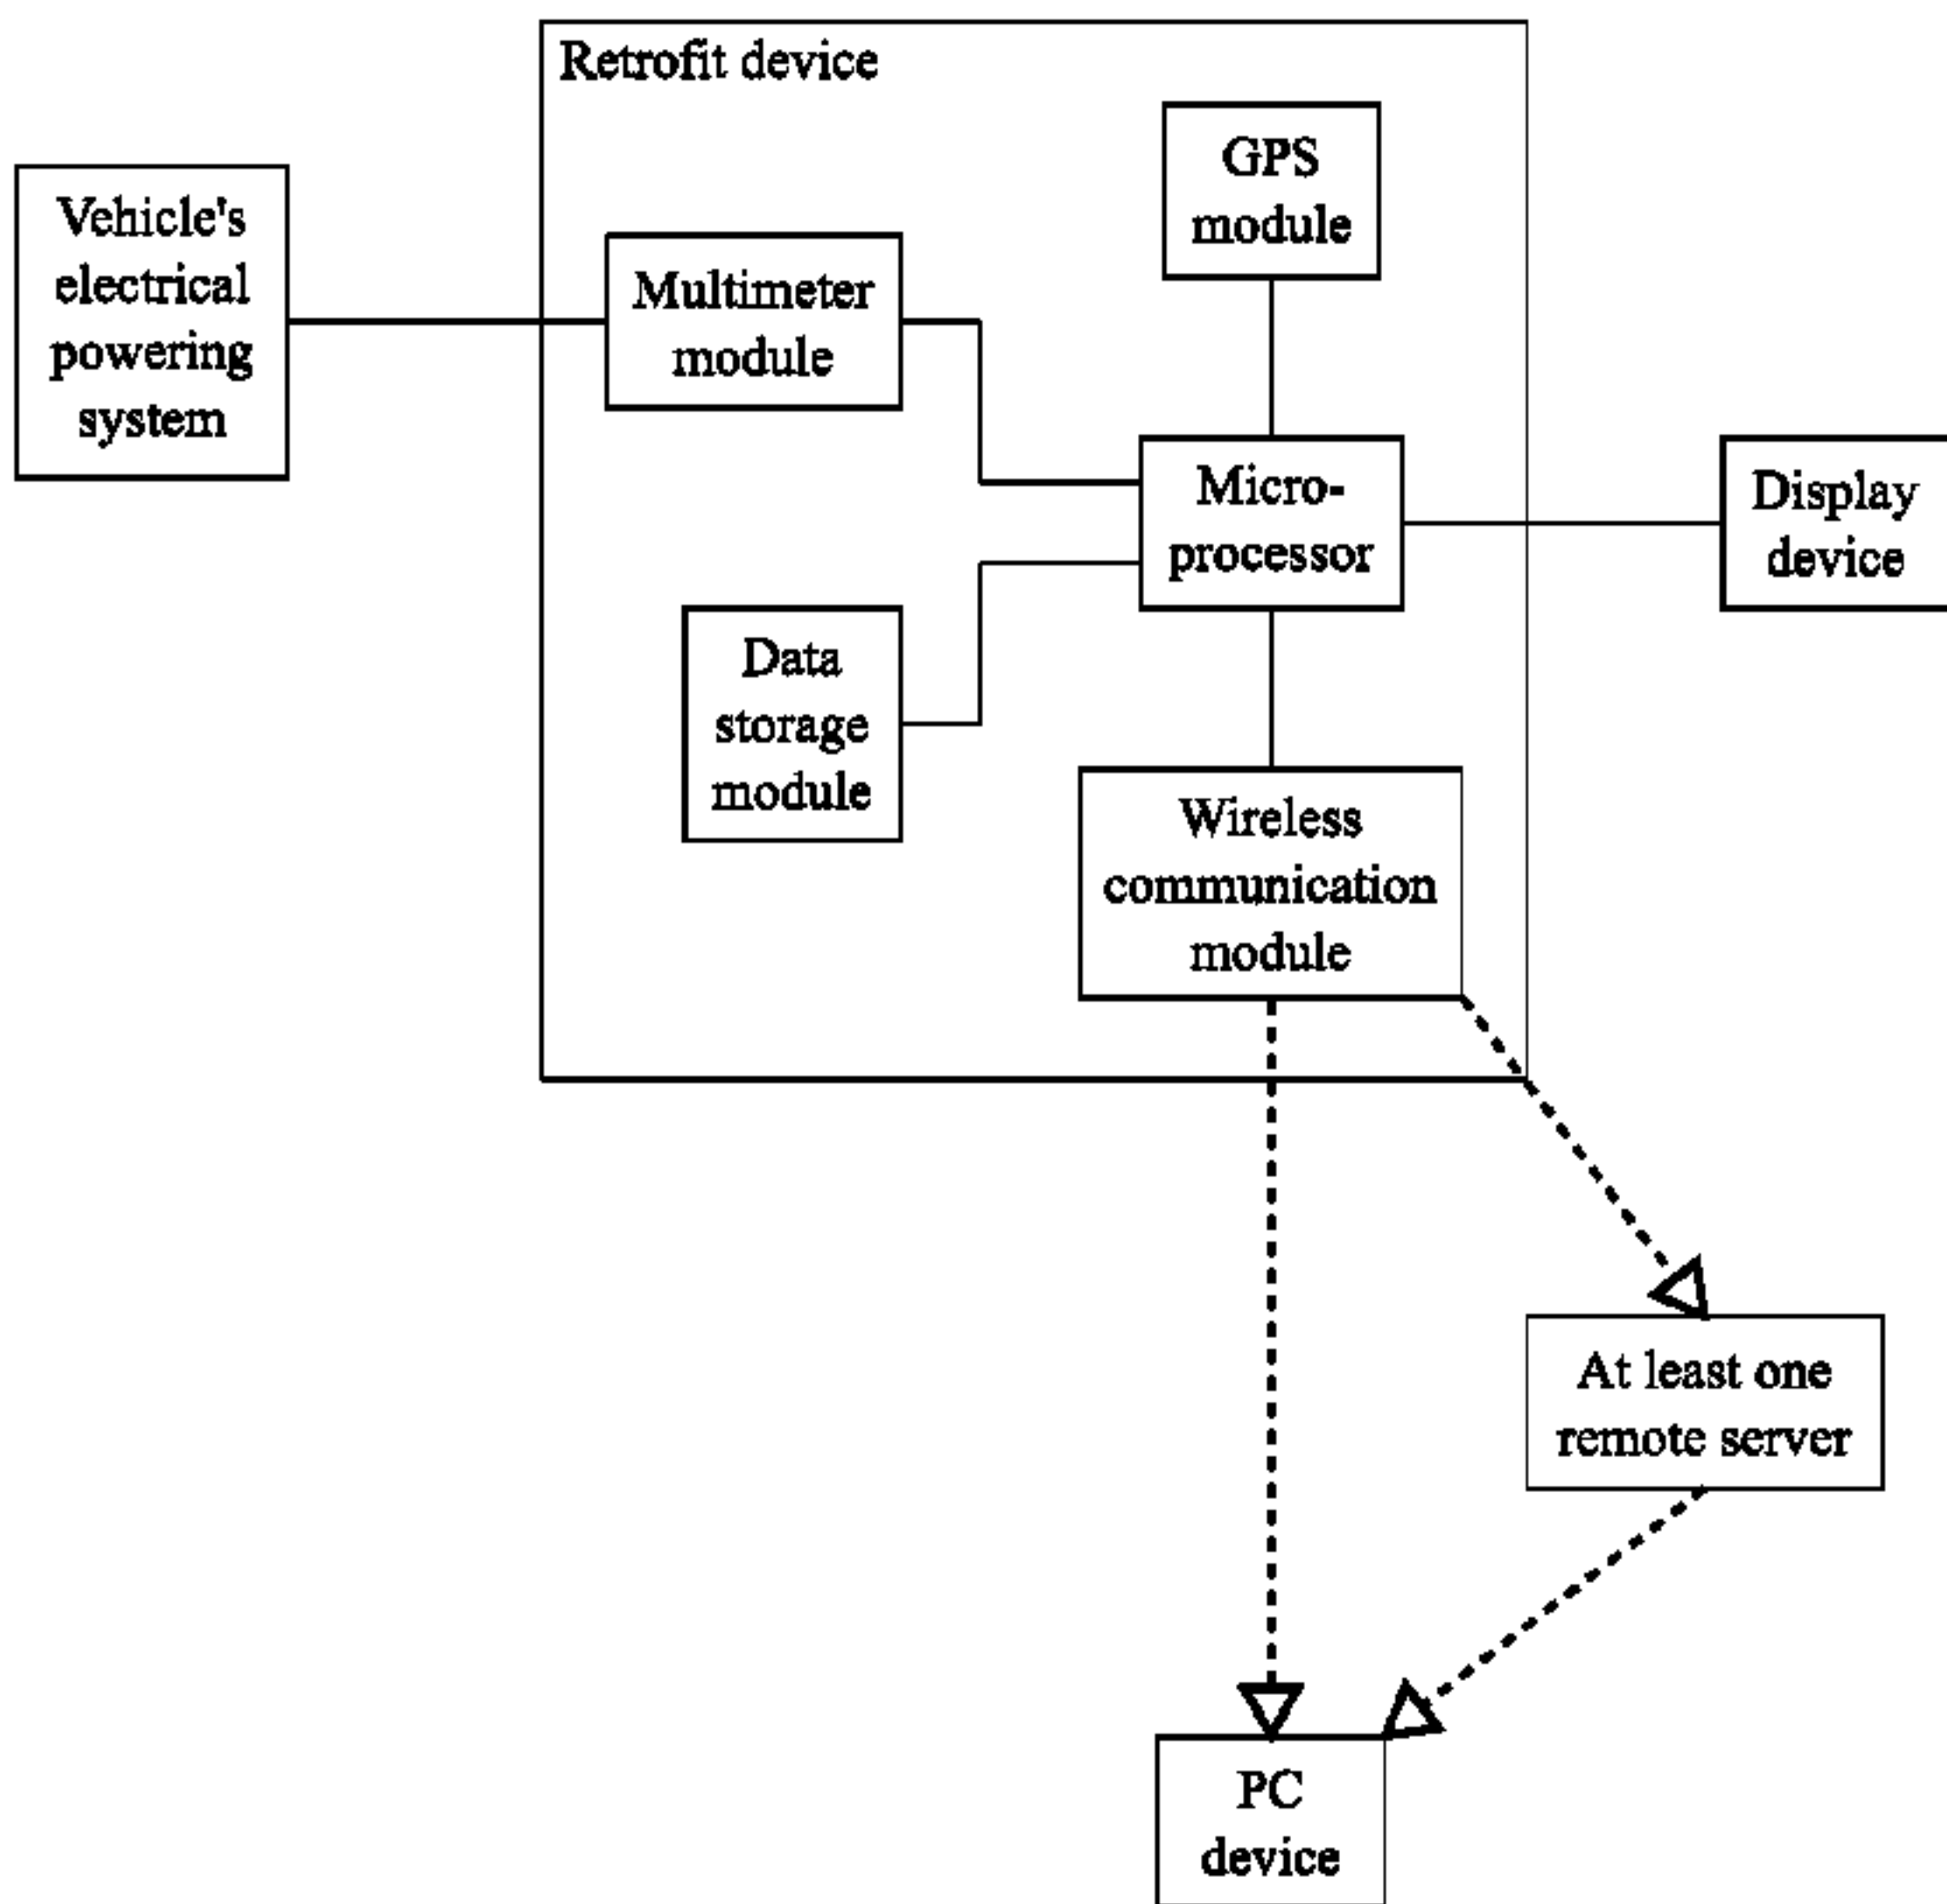 Retrofit device
GPS
module
Vehicle's
electrical
powering
system
Multimeter
module
Micro-
processor
Display
device
Data
storage
module
Wireless
communication
module
At least one
remote server
PC
device